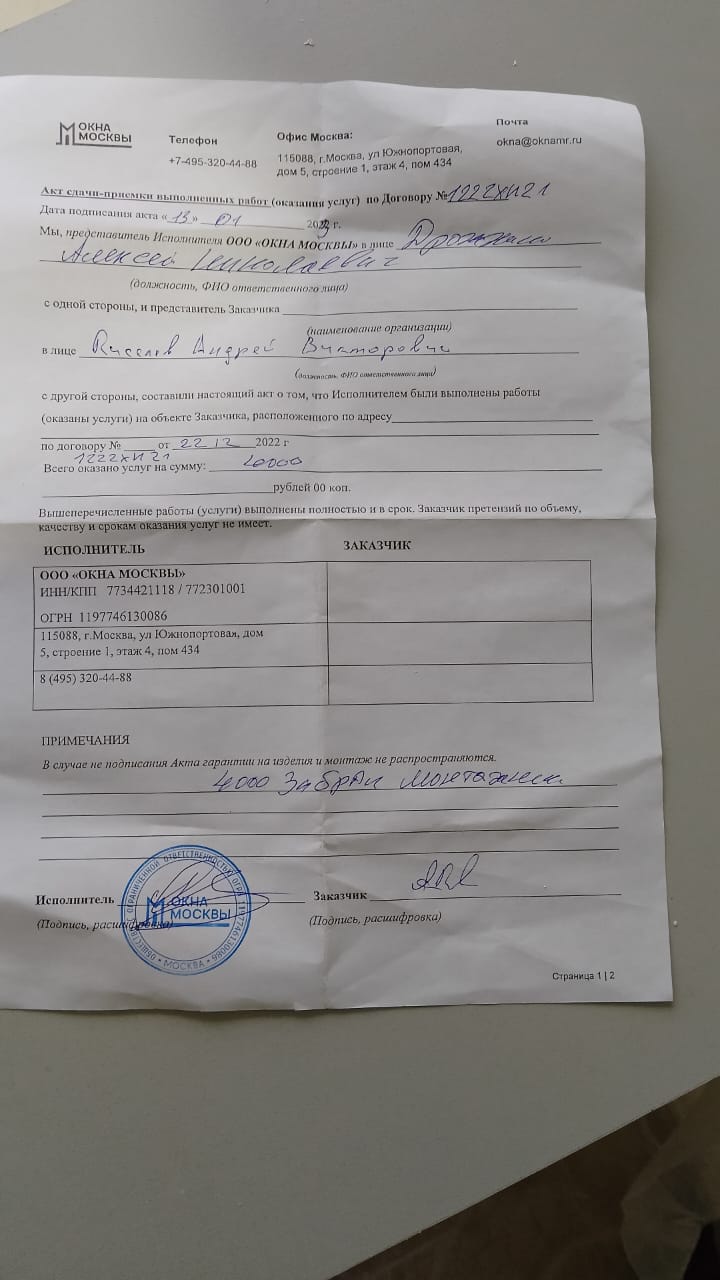 ОКНА
МОСКВЫ
Телефон
+7-495-320-44-88
Офис Москва:
115088, г.Москва, ул Южнопортовая,
дом 5, строение 1, этаж 4, пом 434
Почта
okna@oknamr.ru
Акт сдачи-приемки выполненных работ (оказания услуг) по Договору № 1222ХИ21
Дата подписания акта « 13 » 01 2023 г.
Мы, представитель Исполнителя ООО «ОКНА МОСКВЫ» в лице
Алексей Николаевич
(должность, ФИО ответственного лица)
с одной стороны, и представитель Заказчика
(наименование организации)
в лице Андрей Викторович
(должность, ФИО ответственного лица)
с другой стороны, составили настоящий акт о том, что Исполнителем были выполнены работы
(оказаны услуги) на объекте Заказчика, расположенного по адресу
по договору № от 22 12 2022 г
1222ХИ21
Всего оказано услуг на сумму:
рублей 00 коп.
Вышеперечисленные работы (услуги) выполнены полностью и в срок. Заказчик претензий по объему,
качеству и срокам оказания услуг не имеет.
ИСПОЛНИТЕЛЬ ЗАКАЗЧИК
ООО «ОКНА МОСКВЫ»
ИНН/КПП 7734421118 / 772301001
ОГРН 1197746130086
115088, г.Москва, ул Южнопортовая, дом
5, строение 1, этаж 4, пом 434
8 (495) 320-44-88
ПРИМЕЧАНИЯ
В случае не подписания Акта гарантии на изделия и монтаж не распространяются.
4000 Забрали монтажники
Исполнитель Заказчик
(Подпись, расшифровка) (Подпись, расшифровка)
ОКНА
МОСКВЫ
ОБЩЕСТВО С ОГРАНИЧЕННОЙ ОТВЕТСТВЕННОСТЬЮ ОГРН 1197746130086
• МОСКВА •
Страница 1 | 2